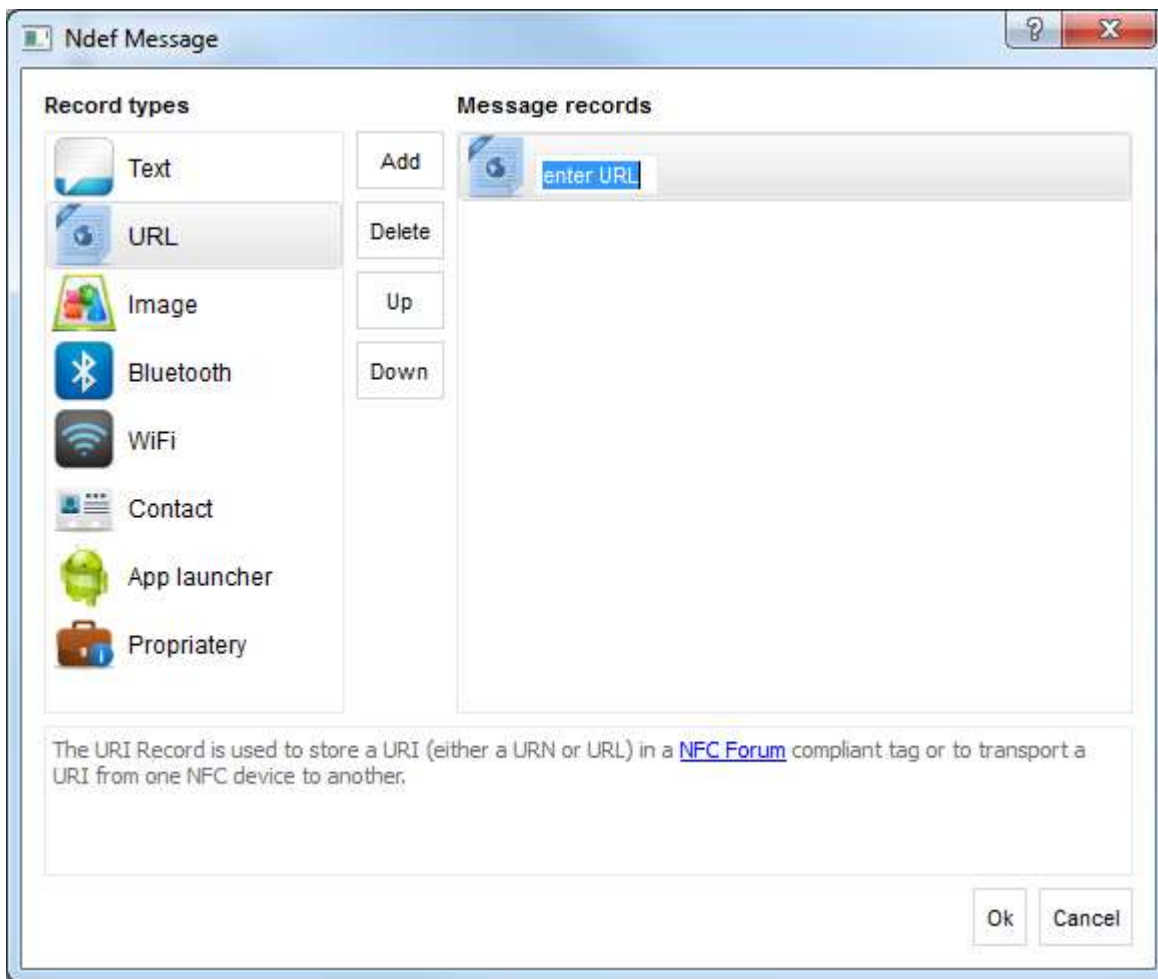 Ndef Message
?
Record types
Message records
Text
URL
Image
Bluetooth
WiFi
Contact
App launcher
Propriatery
Add
Delete
Up
Down
enter URL
The URI Record is used to store a URI (either a URN or URL) in a NFC Forum compliant tag or to transport a
URI from one NFC device to another.
Ok
Cancel